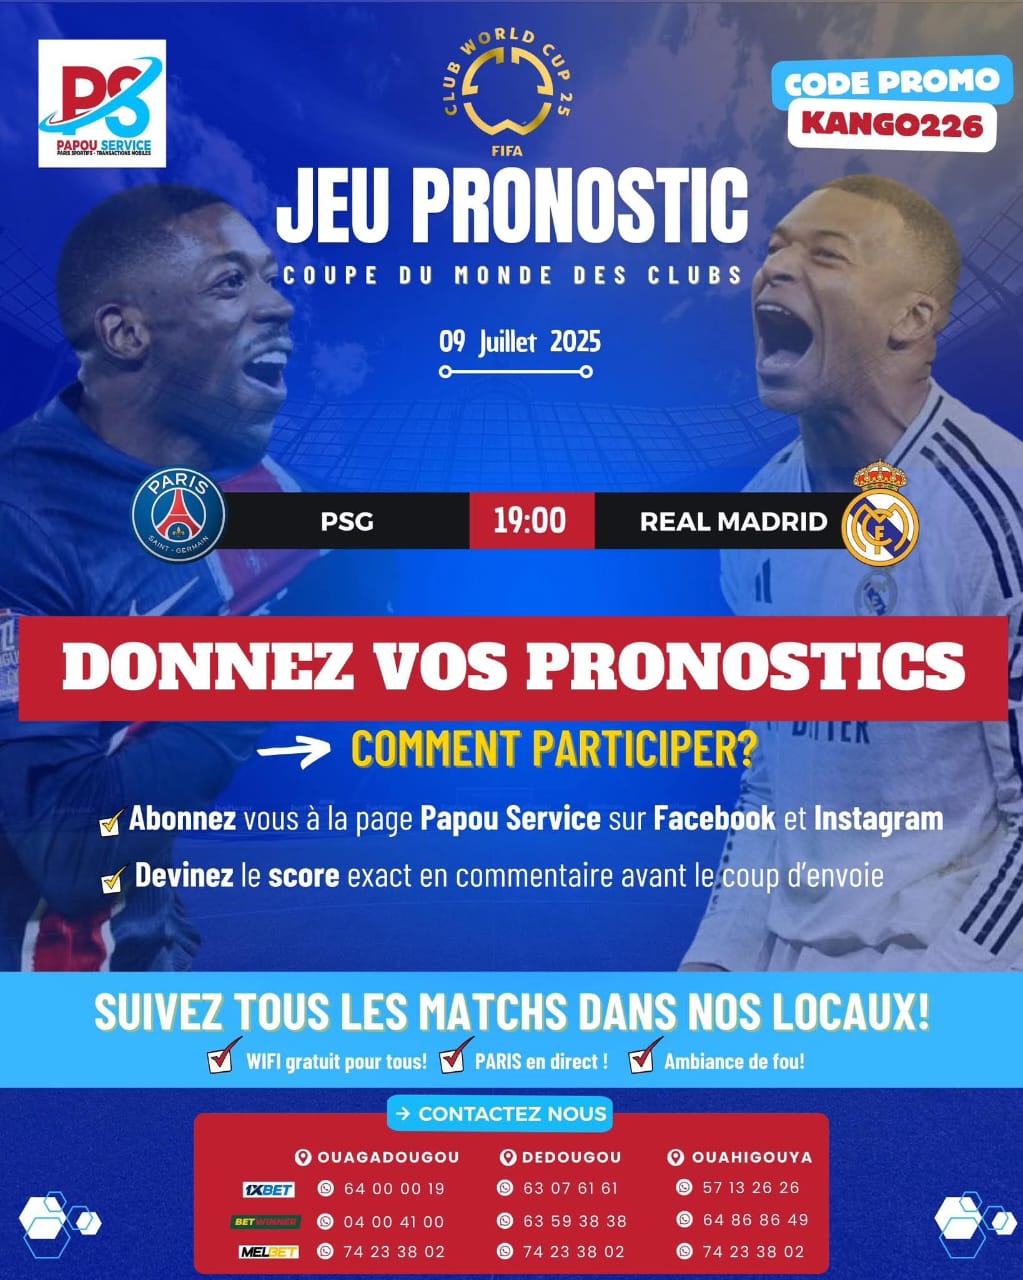 PS
PAPOU SERVICE
PARIS SPORTIFS - TRANSACTIONS MOBILES
CLUB WORLD CUP 25
FIFA
CODE PROMO
KANGO226
JEU PRONOSTIC
COUPE DU MONDE DES CLUBS
09 Juillet 2025
PARIS
SAINT-GERMAIN
PSG
19:00
REAL MADRID
DONNEZ VOS PRONOSTICS
COMMENT PARTICIPER?
Abonnez vous à la page Papou Service sur Facebook et Instagram
Devinez le score exact en commentaire avant le coup d'envoie
SUIVEZ TOUS LES MATCHS DANS NOS LOCAUX!
WIFI gratuit pour tous! PARIS en direct ! Ambiance de fou!
→ CONTACTEZ NOUS
OUAGADOUGOU DEDOUGOU OUAHIGOUYA
1XBET 64 00 00 19 63 07 61 61 57 13 26 26
BETWINNER 04 00 41 00 63 59 38 38 64 86 86 49
MELBET 74 23 38 02 74 23 38 02 74 23 38 02